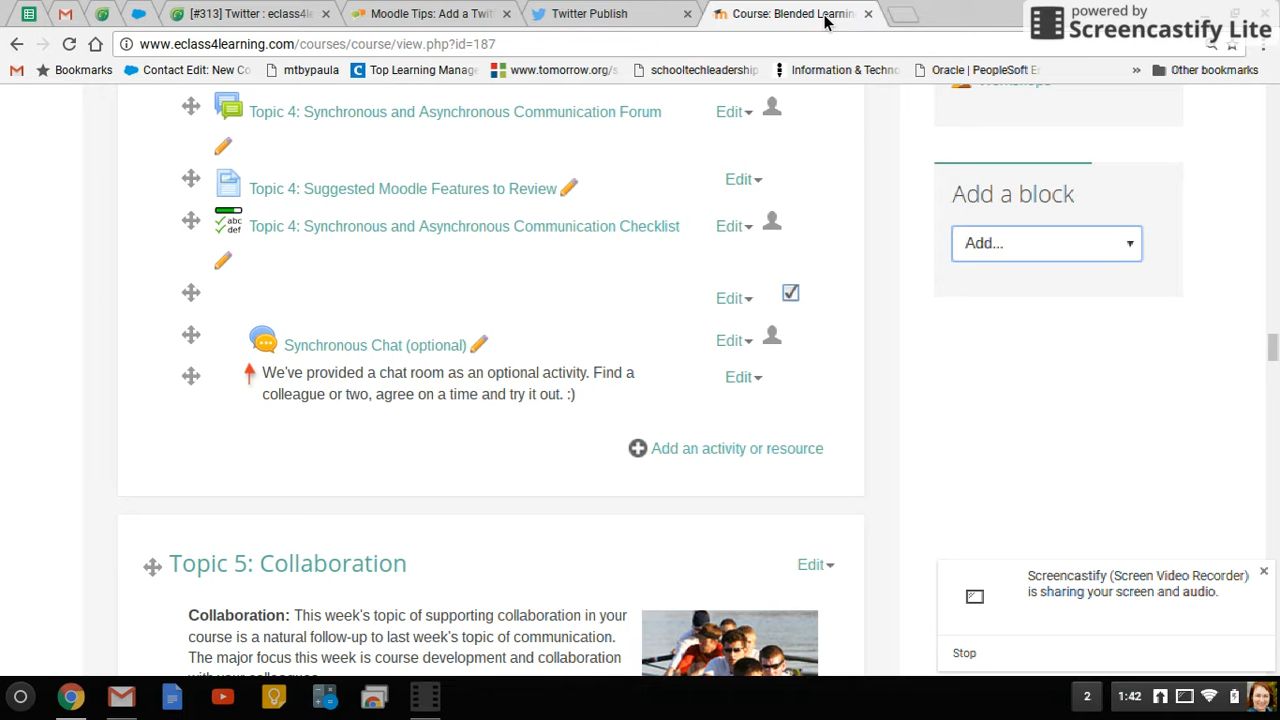 [#313] Twitter : eclass4l
Moodle Tips: Add a Twit
Twitter Publish
Course: Blended Learnin
powered by
Screencastify Lite
www.eclass4learning.com/courses/course/view.php?id=187
Bookmarks
Contact Edit: New Co
mtbypaula
Top Learning Manage
www.tomorrow.org/s
schooltechleadership
Information & Techno
Oracle | PeopleSoft E
»
Other bookmarks
Topic 4: Synchronous and Asynchronous Communication Forum
Edit
Topic 4: Suggested Moodle Features to Review
Edit
abc
def
Topic 4: Synchronous and Asynchronous Communication Checklist
Edit
Edit
Synchronous Chat (optional)
Edit
We've provided a chat room as an optional activity. Find a
colleague or two, agree on a time and try it out. :)
Edit
Add an activity or resource
Add a block
Add...
Topic 5: Collaboration
Edit
Collaboration: This week's topic of supporting collaboration in your
course is a natural follow-up to last week's topic of communication.
The major focus this week is course development and collaboration
Screencastify (Screen Video Recorder)
is sharing your screen and audio.
Stop
2
1:42